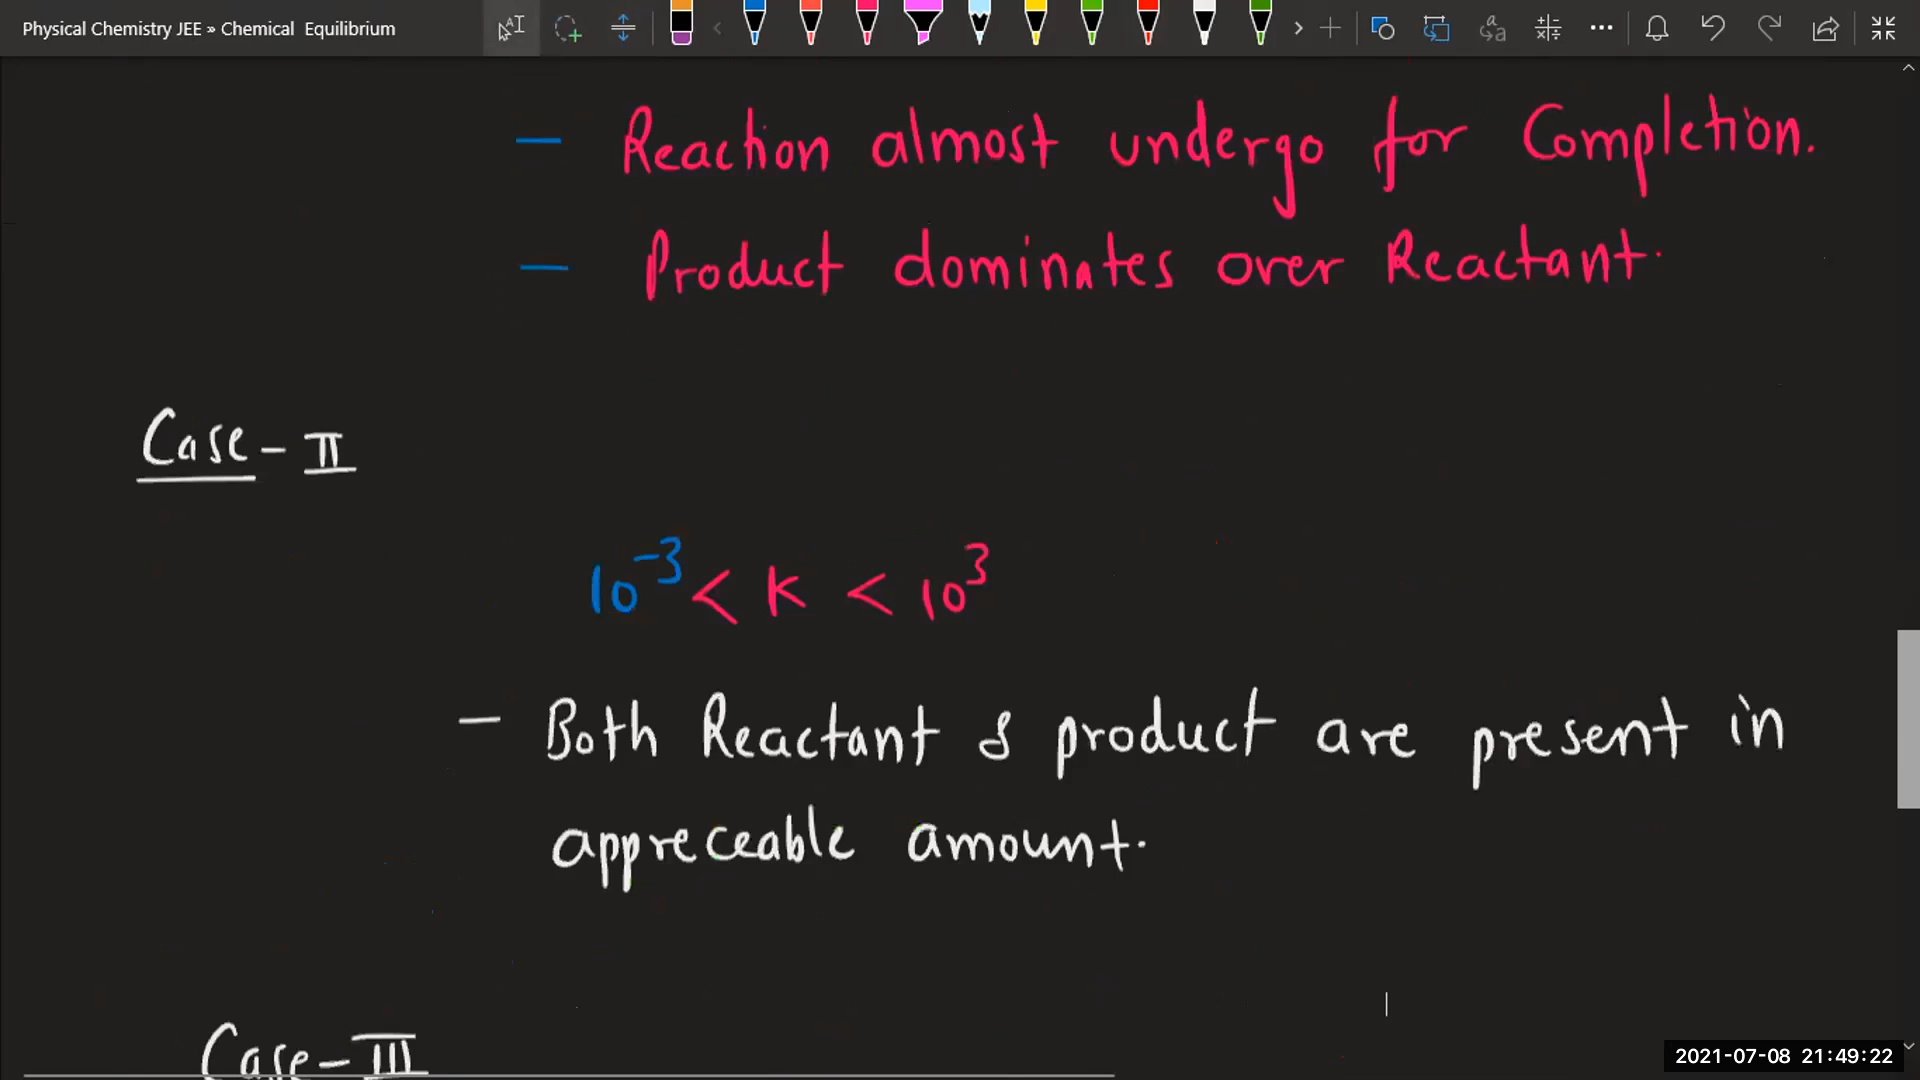 Physical Chemistry JEE » Chemical Equilibrium
— Reaction almost undergo for Completion.
— Product dominates over Reactant.
Case - II
10⁻³ < K < 10³
— Both Reactant & product are present in
appreceable amount.
Case - III
2021-07-08 21:49:22